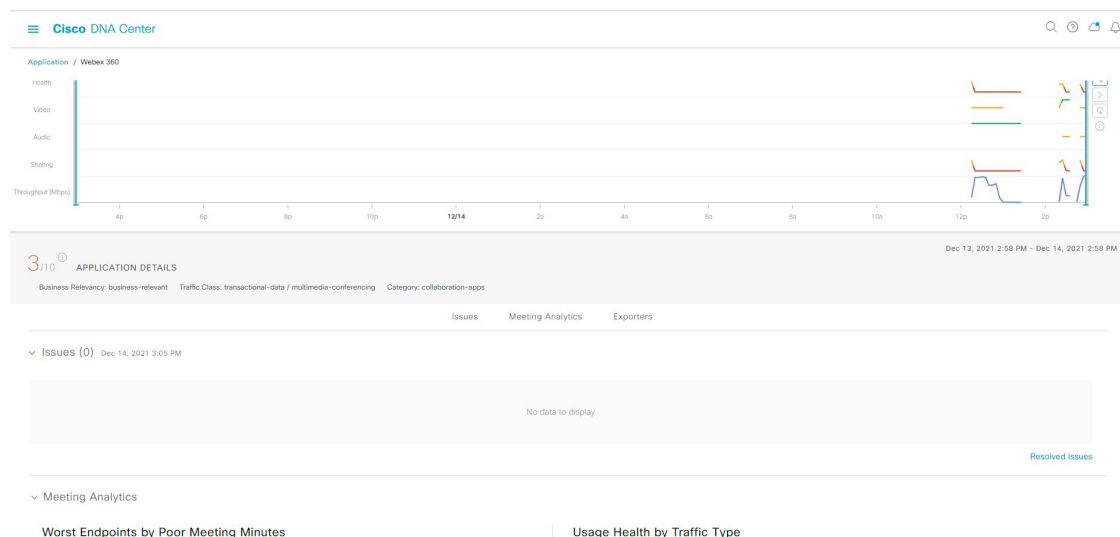 Cisco DNA Center
Application / Webex 360
Health
Video
Audio
Sharing
Throughput (Mbps)
4p 6p 8p 10p 12/14 2a 4a 6a 8a 10a 12p 2p
Dec 13, 2021 2:58 PM - Dec 14, 2021 2:58 PM
3/10 APPLICATION DETAILS
Business Relevancy: business-relevant Traffic Class: transactional-data / multimedia-conferencing Category: collaboration-apps
Issues Meeting Analytics Exporters
Issues (0) Dec 14, 2021 3:05 PM
No data to display
Resolved Issues
Meeting Analytics
Worst Endpoints by Poor Meeting Minutes
Usage Health by Traffic Type